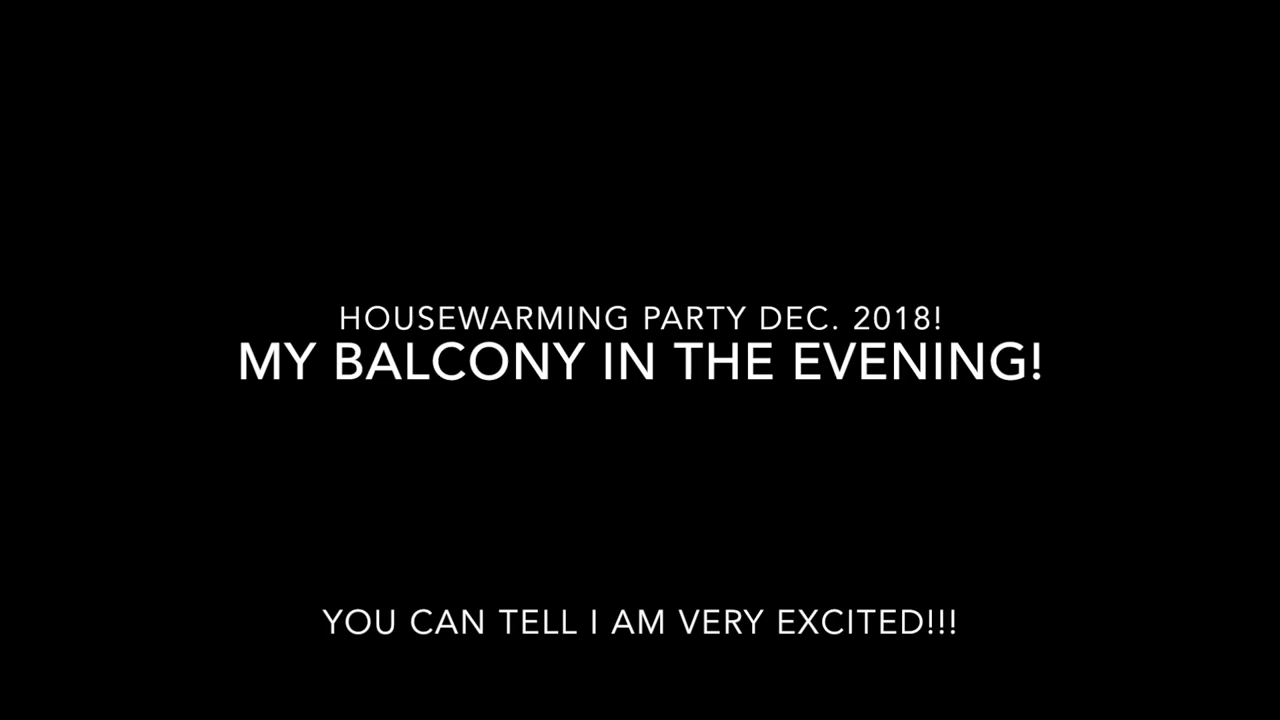 HOUSEWARMING PARTY DEC. 2018!
MY BALCONY IN THE EVENING!
YOU CAN TELL I AM VERY EXCITED!!!